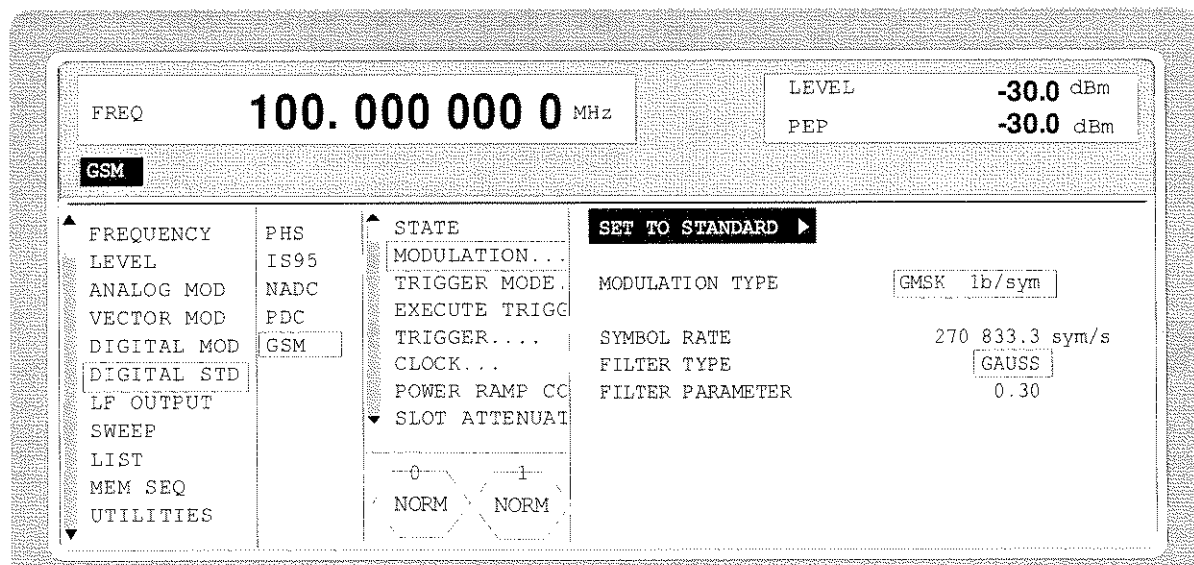 FREQ 100. 000 000 0 MHz
LEVEL -30.0 dBm
PEP -30.0 dBm
GSM
FREQUENCY
LEVEL
ANALOG MOD
VECTOR MOD
DIGITAL MOD
DIGITAL STD
LF OUTPUT
SWEEP
LIST
MEM SEQ
UTILITIES
PHS
IS95
NADC
PDC
GSM
STATE
MODULATION...
TRIGGER MODE.
EXECUTE TRIGG
TRIGGER....
CLOCK...
POWER RAMP CO
SLOT ATTENUAT
0 1
NORM NORM
SET TO STANDARD ▶
MODULATION TYPE GMSK 1b/sym
SYMBOL RATE 270 833.3 sym/s
FILTER TYPE GAUSS
FILTER PARAMETER 0.30